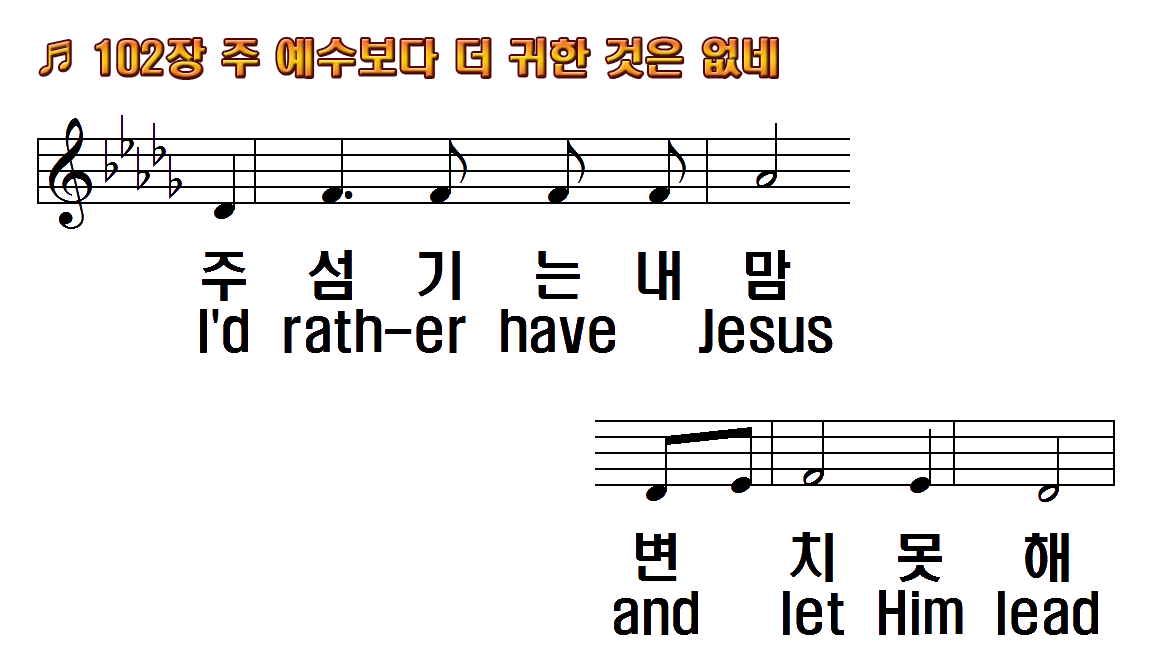 102장 주 예수보다 더 귀한 것은 없네
주 섬 기 는 내 맘
I'd rath-er have Jesus
변 치 못 해
and let Him lead